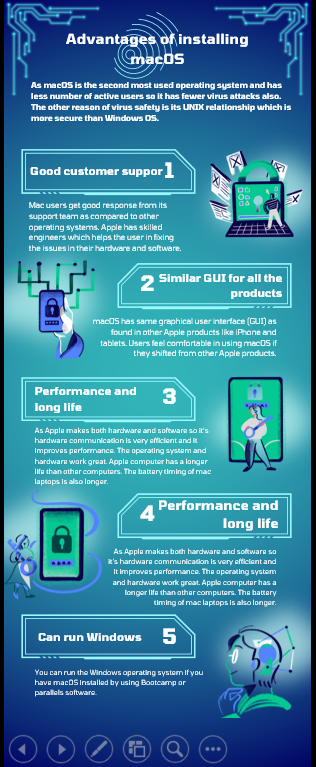 Advantages of installing
macOS
As macOS is the second most used operating system and has
less number of active users so it has fewer virus attacks also.
The other reason of virus safety is its UNIX relationship which is
more secure than Windows OS.
Good customer suppor 1
Mac users get good response from its
support team as compared to other
operating systems. Apple has skilled
engineers which helps the user in fixing
the issues in their hardware and software.
2 Similar GUI for all the
products
macOS has same graphical user interface (GUI) as
found in other Apple products like iPhone and
tablets. Users feel comfortable in using macOS if
they shifted from other Apple products.
Performance and 3
long life
As Apple makes both hardware and software so it's
hardware communication is very efficient and it
improves performance. The operating system and
hardware work great. Apple computer has a longer
life than other computers. The battery timing of mac
laptops is also longer.
4 Performance and
long life
As Apple makes both hardware and software so
it's hardware communication is very efficient and
it improves performance. The operating system
and hardware work great. Apple computer has a
longer life than other computers. The battery
timing of mac laptops is also longer.
Can run Windows 5
You can run the Windows operating system if you
have macOS installed by using Bootcamp or
parallels software.